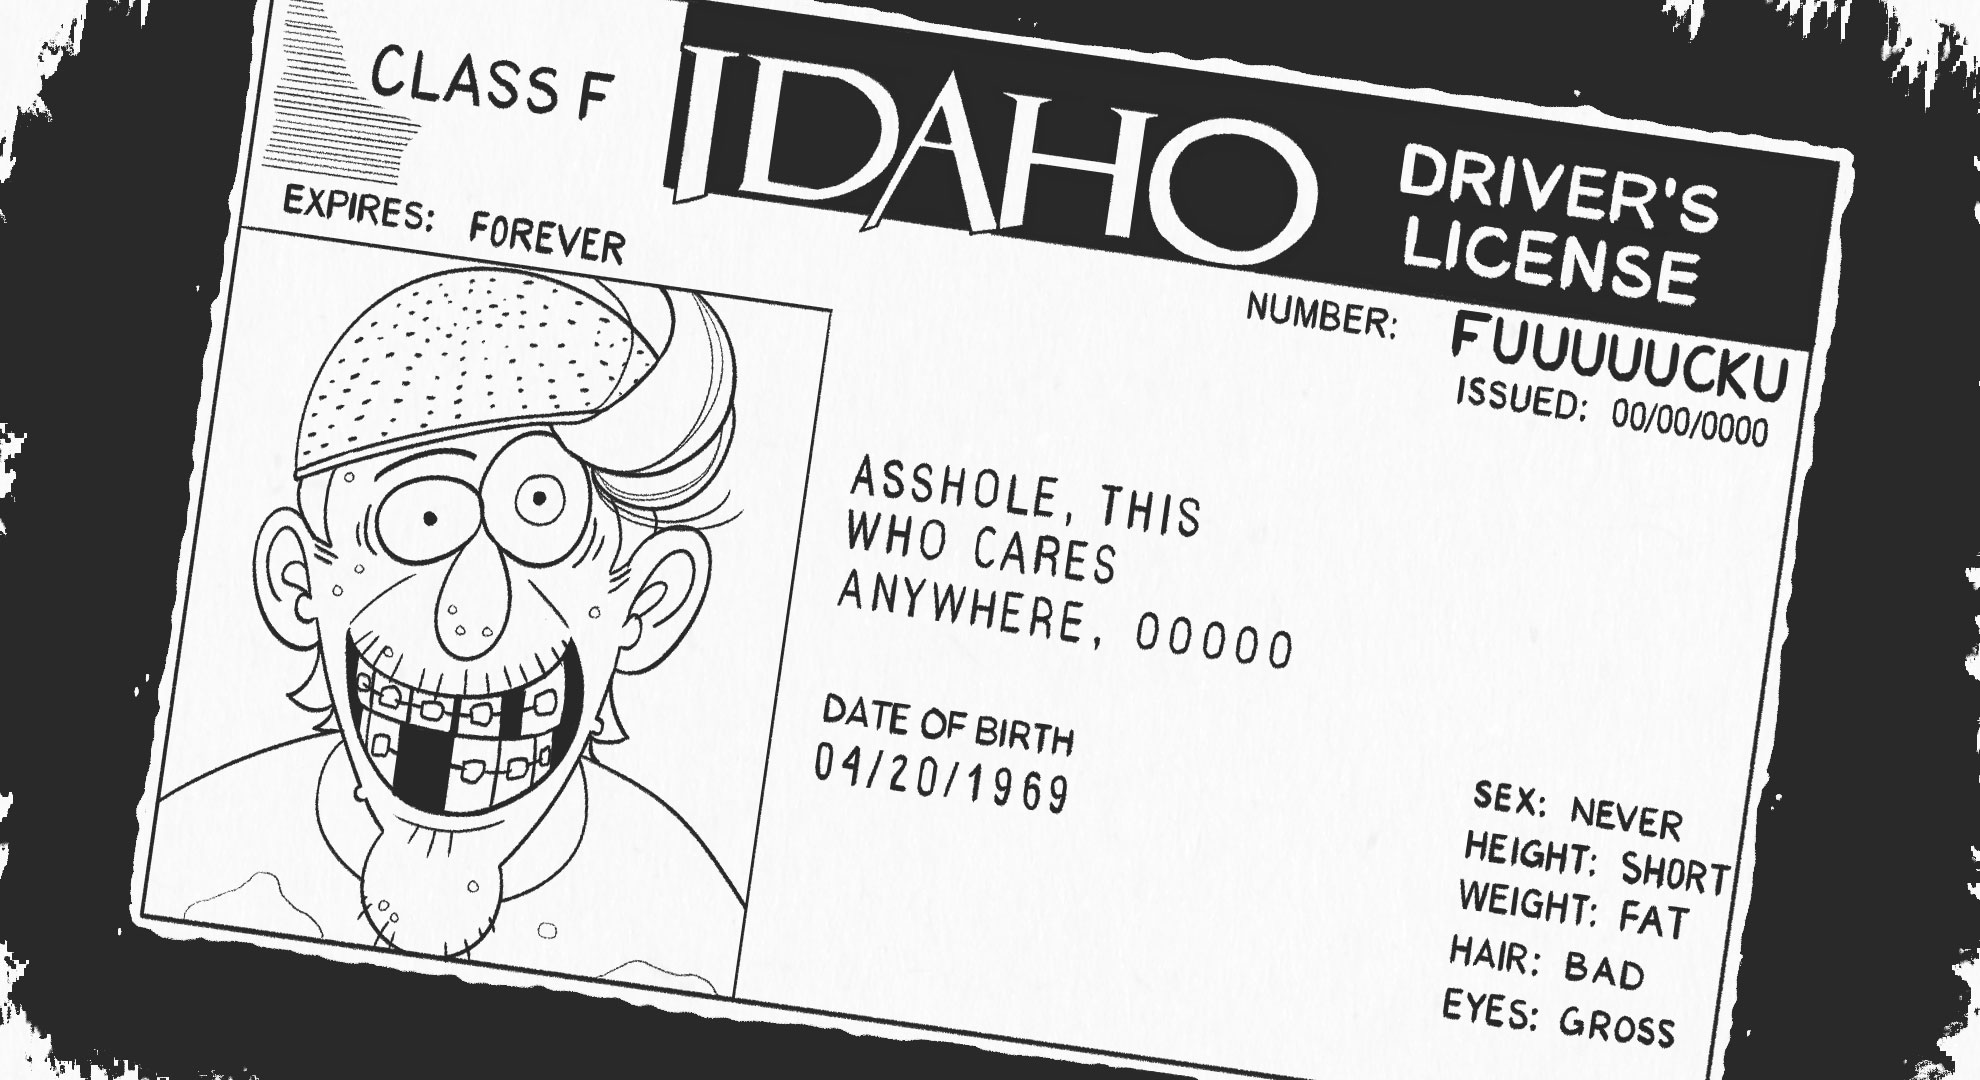 CLASS F
IDAHO
DRIVER'S
LICENSE
EXPIRES: FOREVER
NUMBER: FUUUUUCKU
ISSUED: 00/00/0000
ASSHOLE, THIS
WHO CARES
ANYWHERE, 00000
DATE OF BIRTH
04/20/1969
SEX: NEVER
HEIGHT: SHORT
WEIGHT: FAT
HAIR: BAD
EYES: GROSS